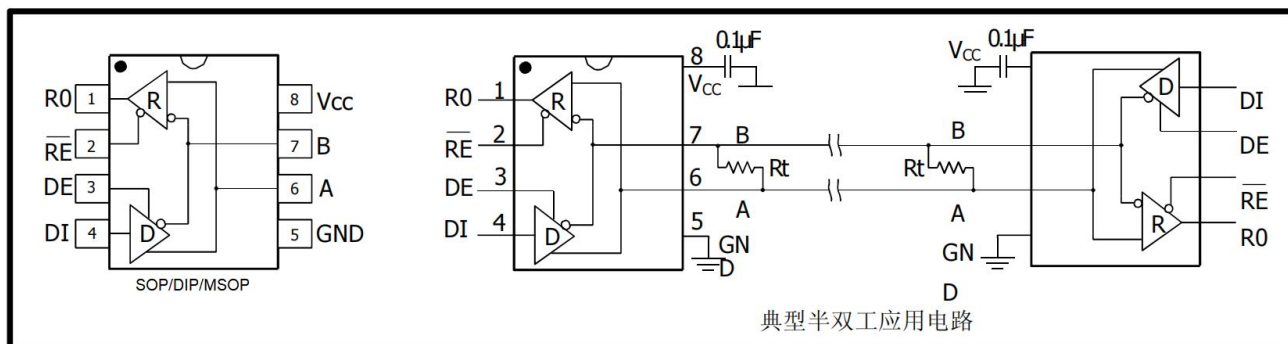 R0 1 R 8 Vcc
RE 2 7 B
DE 3 6 A
DI 4 D 5 GND
SOP/DIP/MSOP
0.1μF
8
VCC
R0 1 R
RE 2 7 B
Rt
DE 3 6
A
DI 4 D 5
GN
D
VCC 0.1μF
D DI
B DE
Rt
A RE
R R0
GN
D
典型半双工应用电路